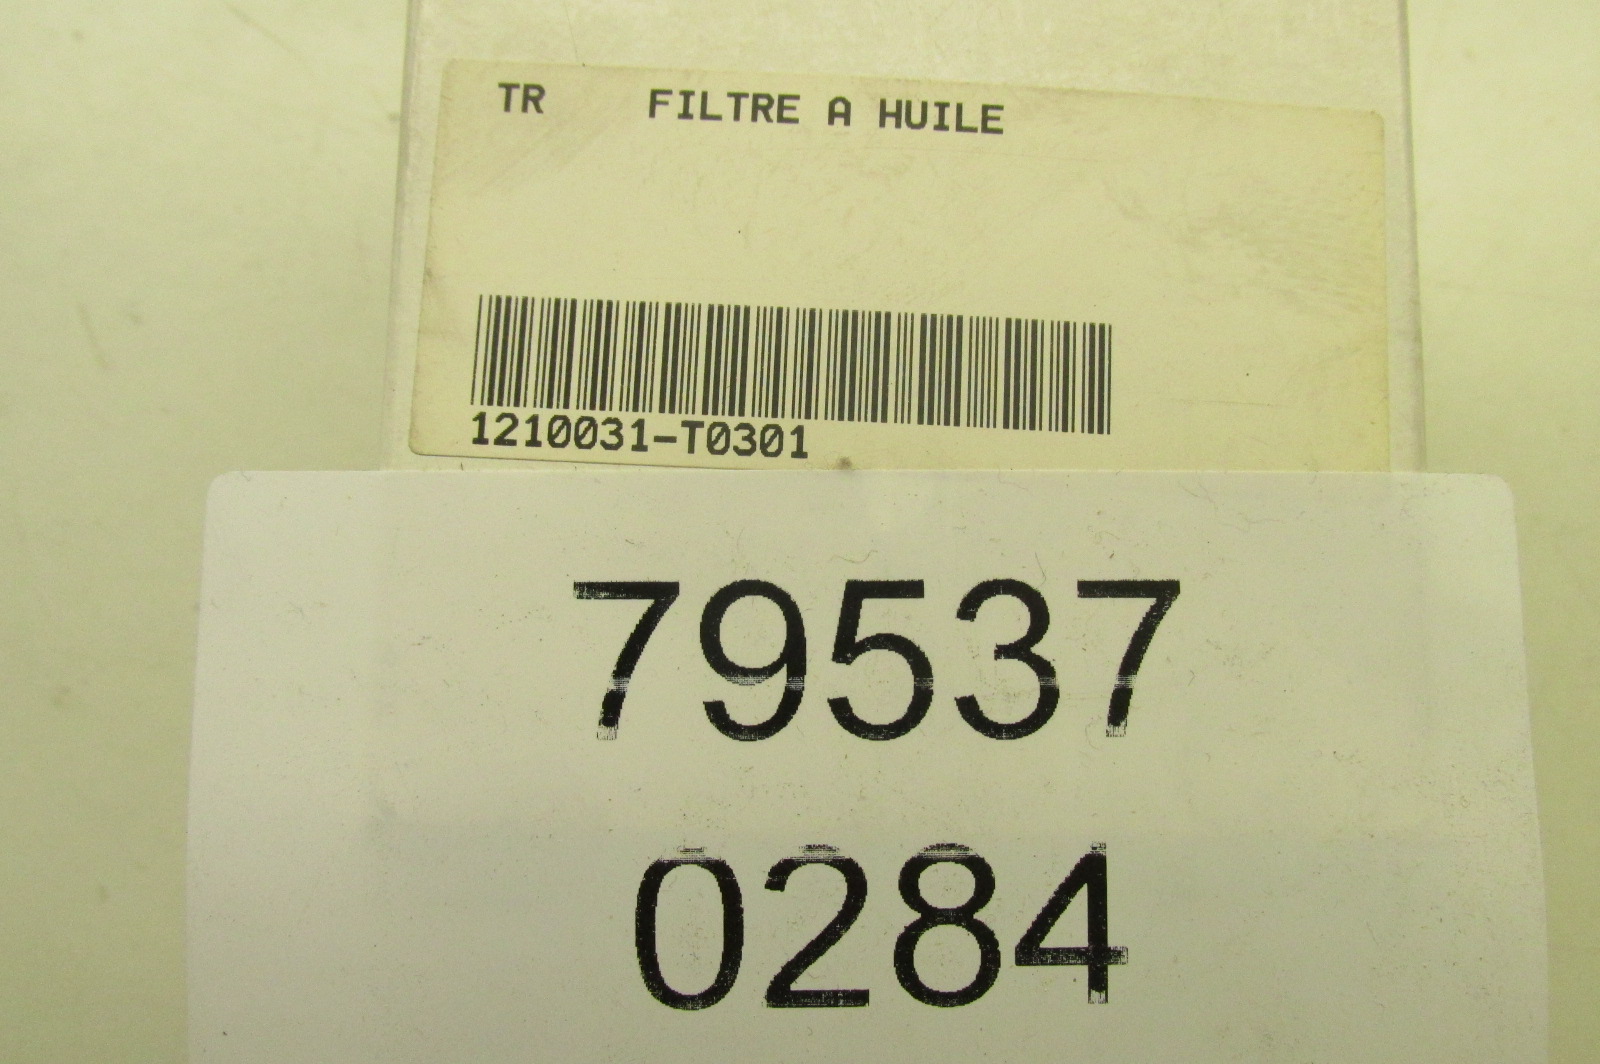 TR FILTRE A HUILE
1210031-T0301
79537
0284